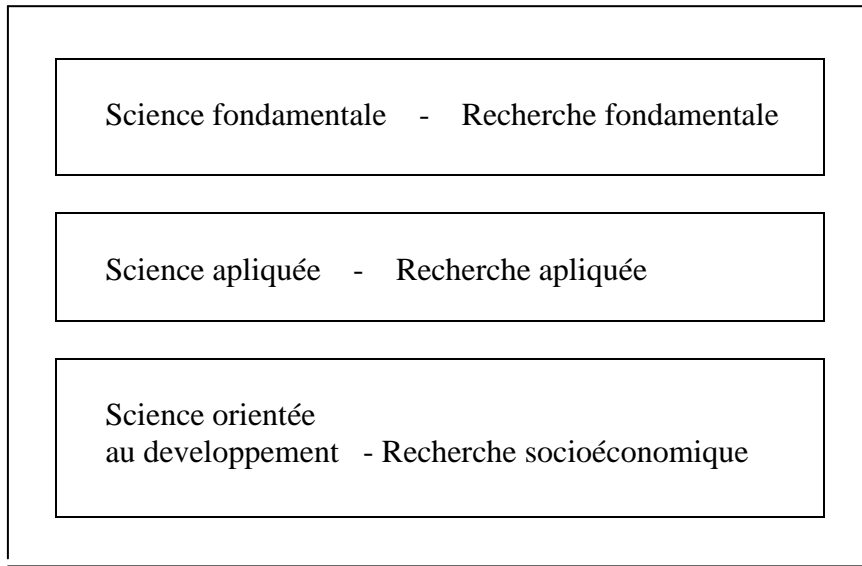 Science fondamentale - Recherche fondamentale
Science apliquée - Recherche apliquée
Science orientée
au developpement - Recherche socioéconomique